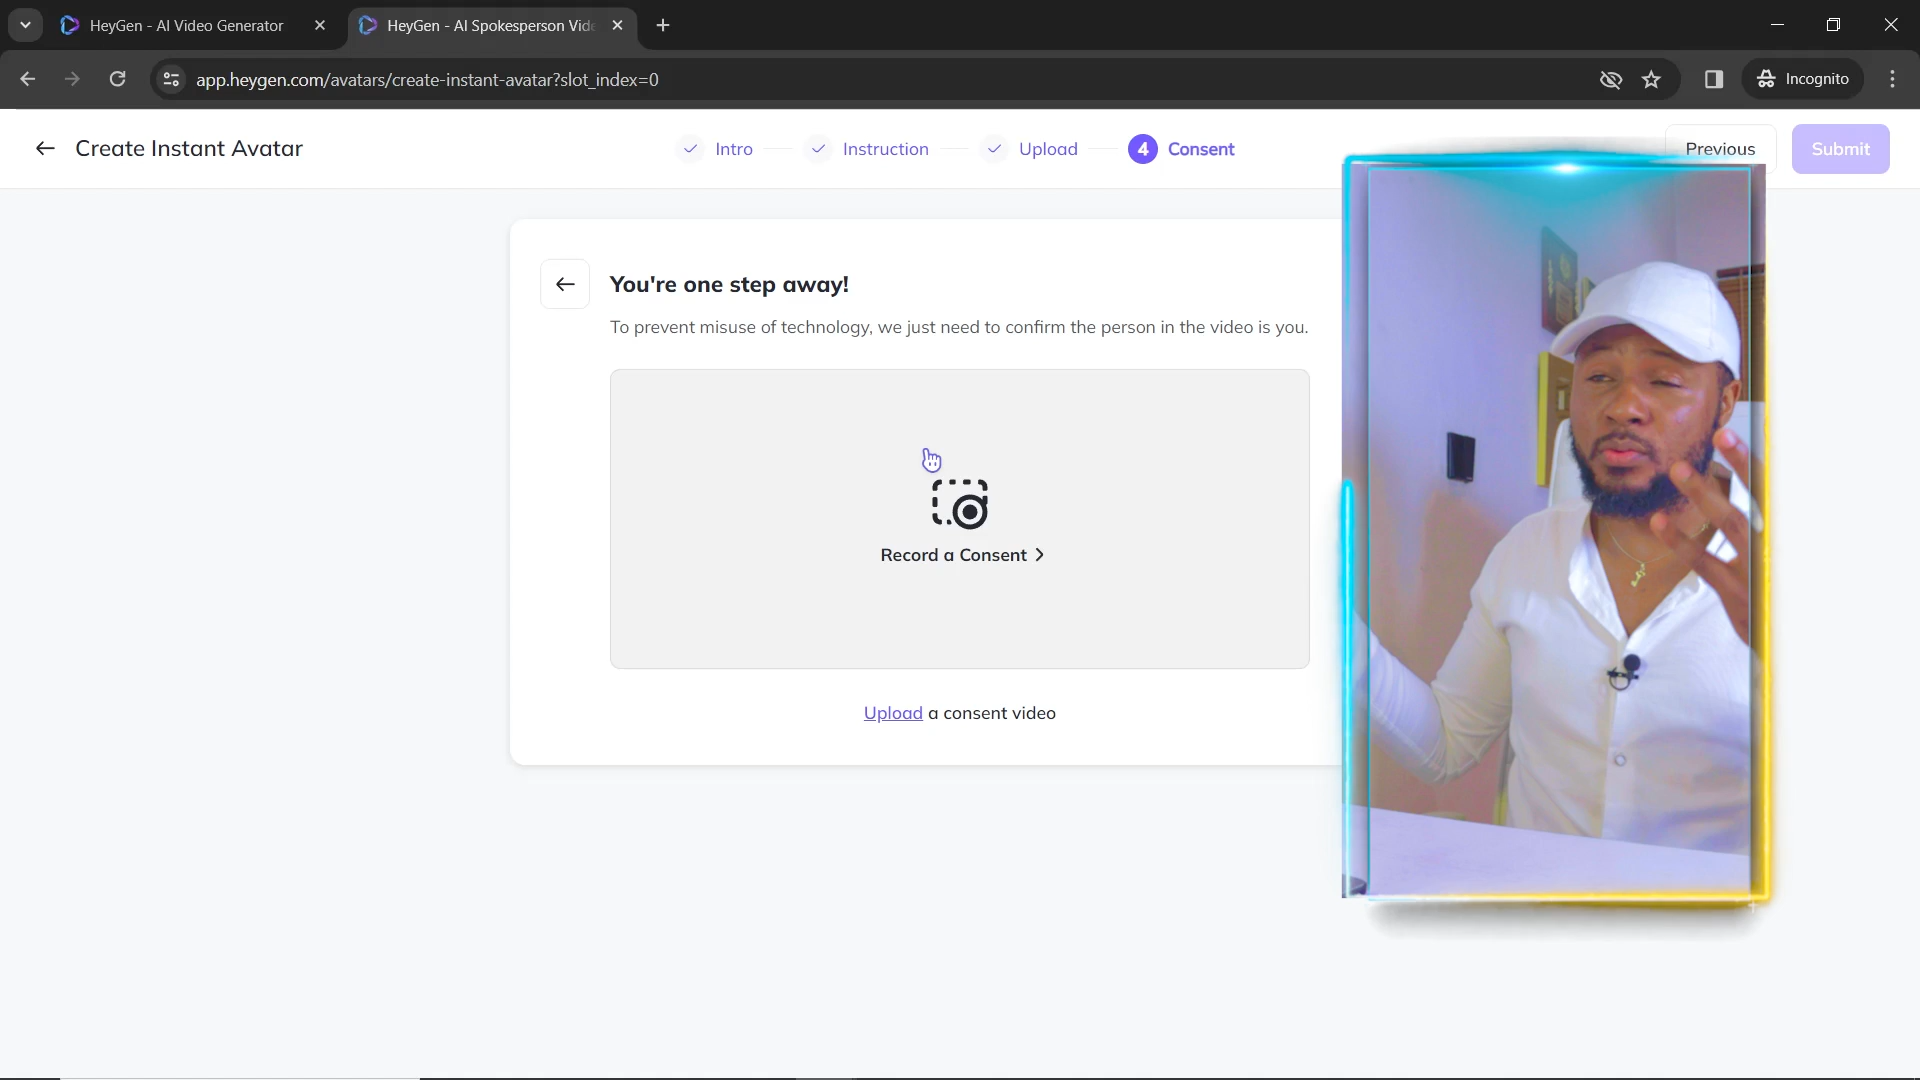 HeyGen - AI Video Generator
HeyGen - AI Spokesperson Vide
app.heygen.com/avatars/create-instant-avatar?slot_index=0
Incognito
Create Instant Avatar
Intro
Instruction
Upload
4 Consent
Previous
Submit
You're one step away!
To prevent misuse of technology, we just need to confirm the person in the video is you.
Record a Consent
Upload a consent video